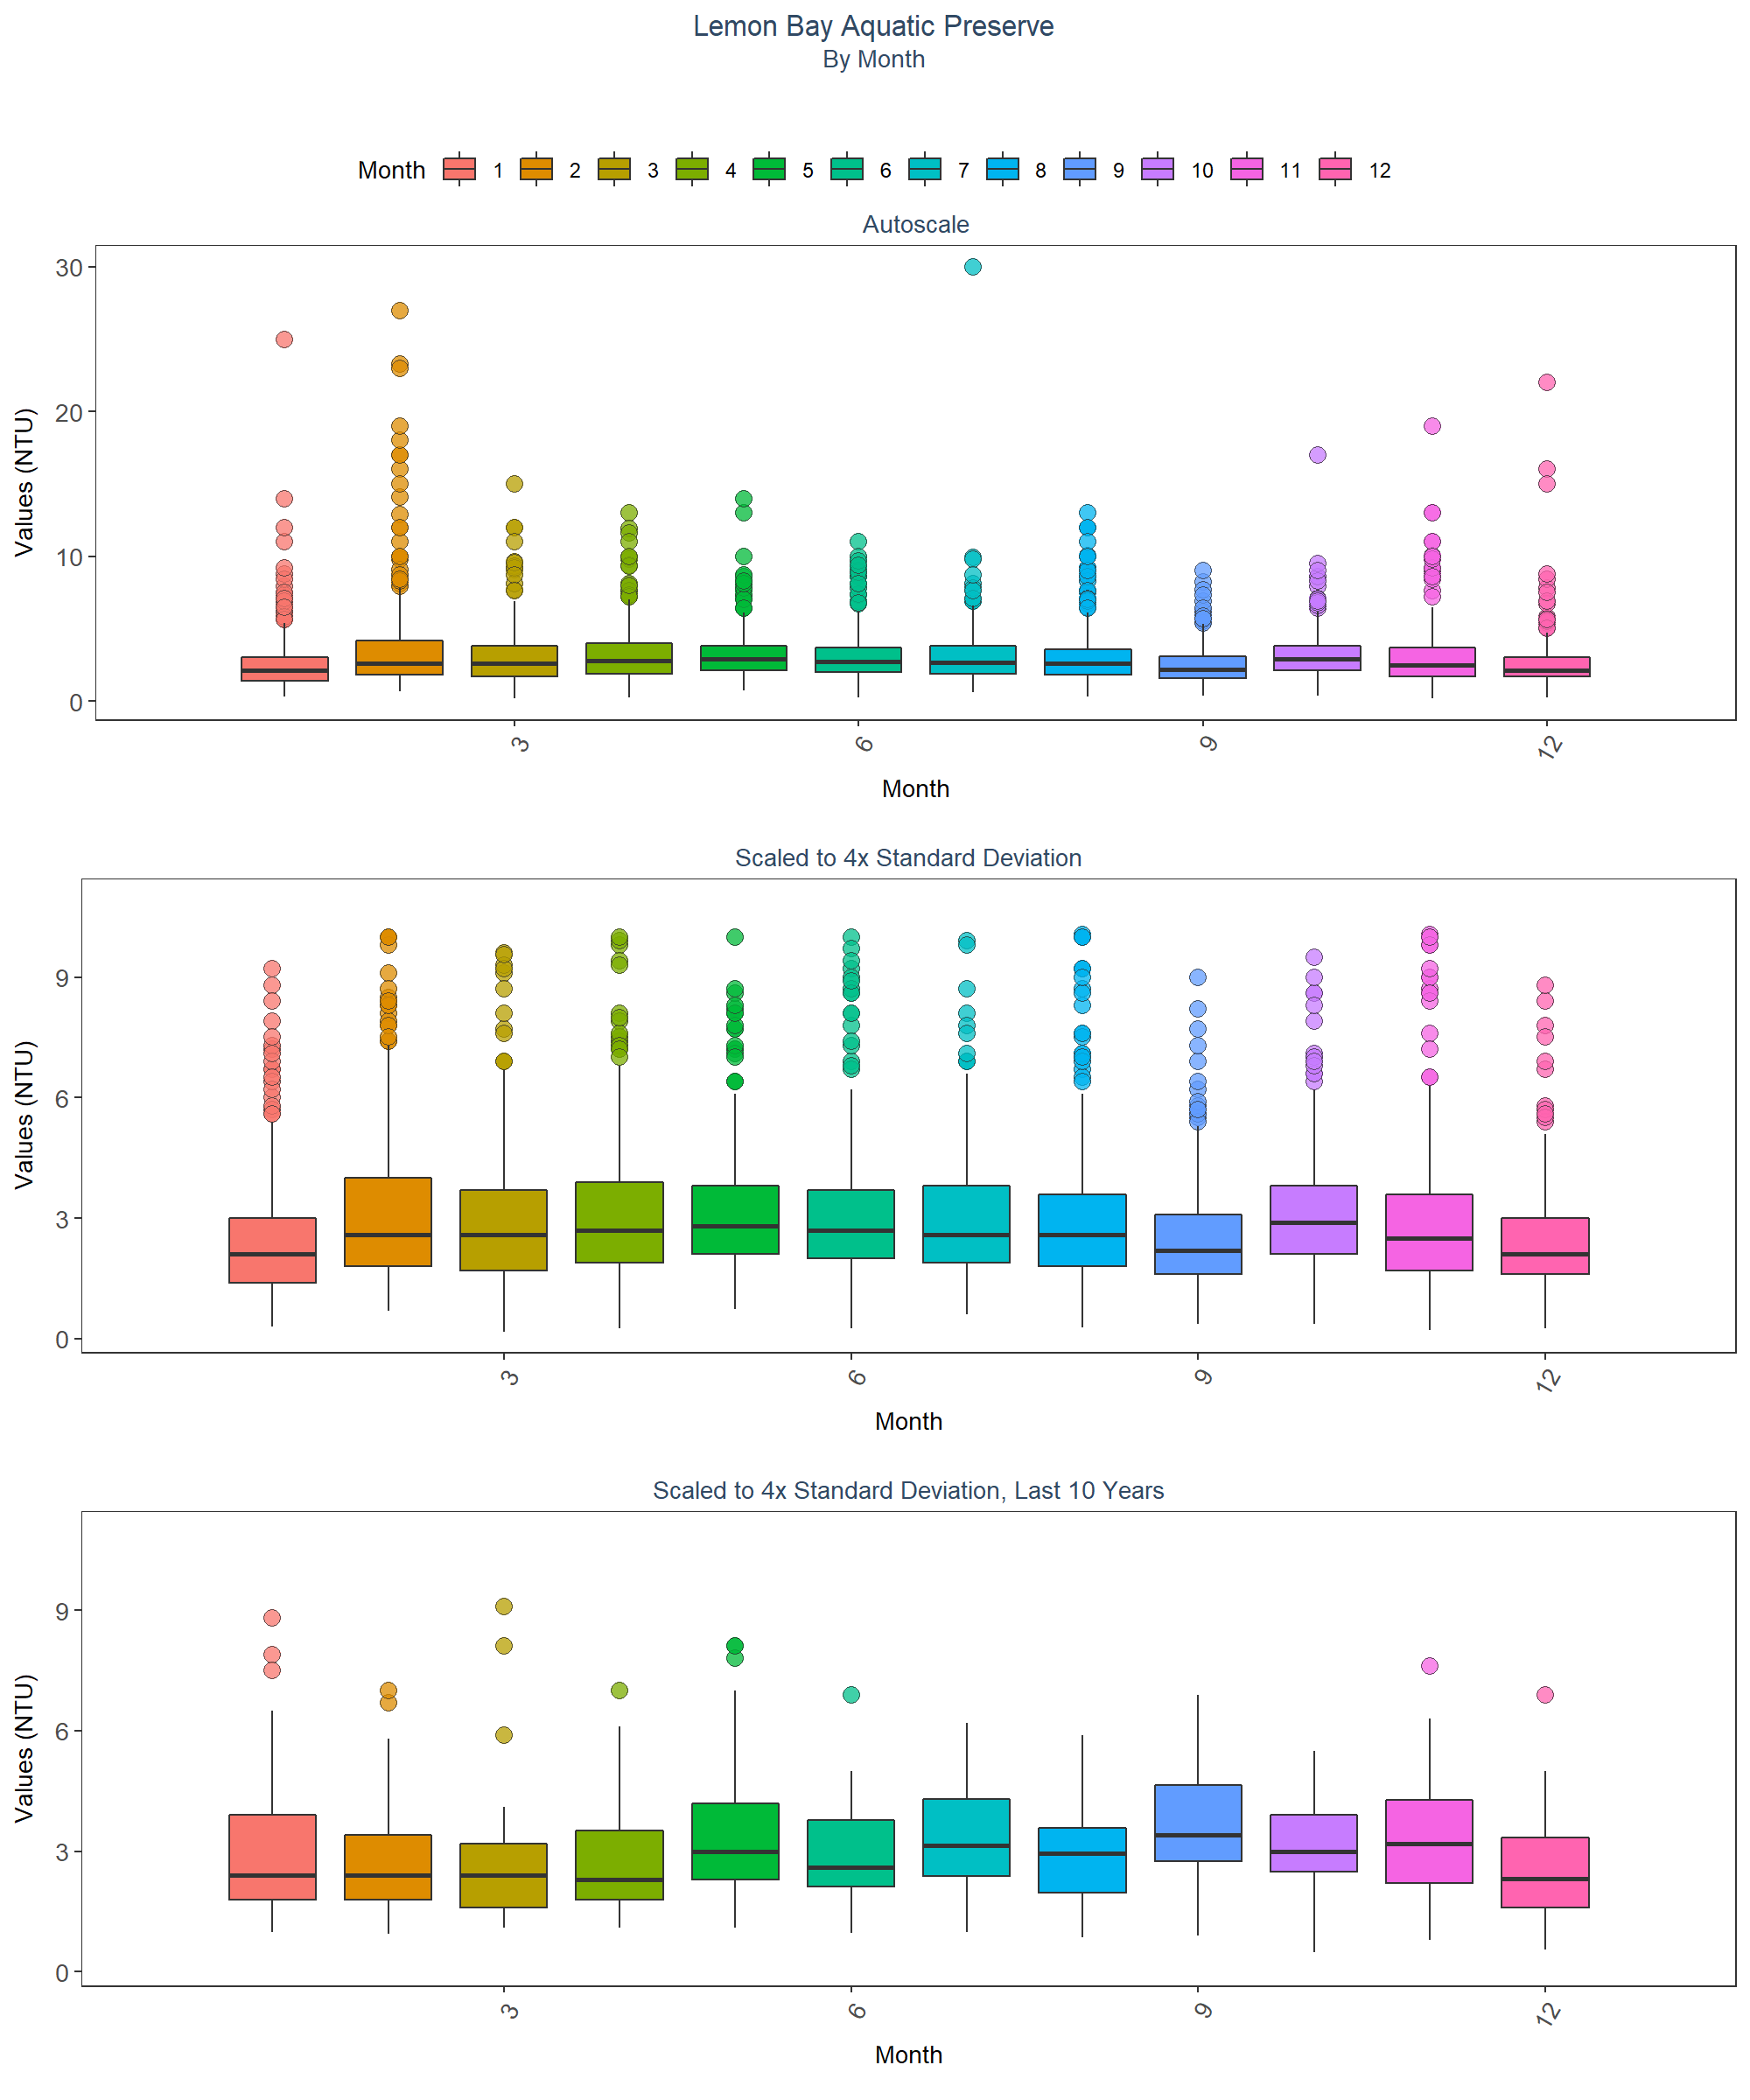 Lemon Bay Aquatic Preserve
By Month
Month 1 2 3 4 5 6 7 8 9 10 11 12
Autoscale
Values (NTU)
30
20
10
0
3 6 9 12
Month
Scaled to 4x Standard Deviation
Values (NTU)
9
6
3
0
3 6 9 12
Month
Scaled to 4x Standard Deviation, Last 10 Years
Values (NTU)
9
6
3
0
3 6 9 12
Month